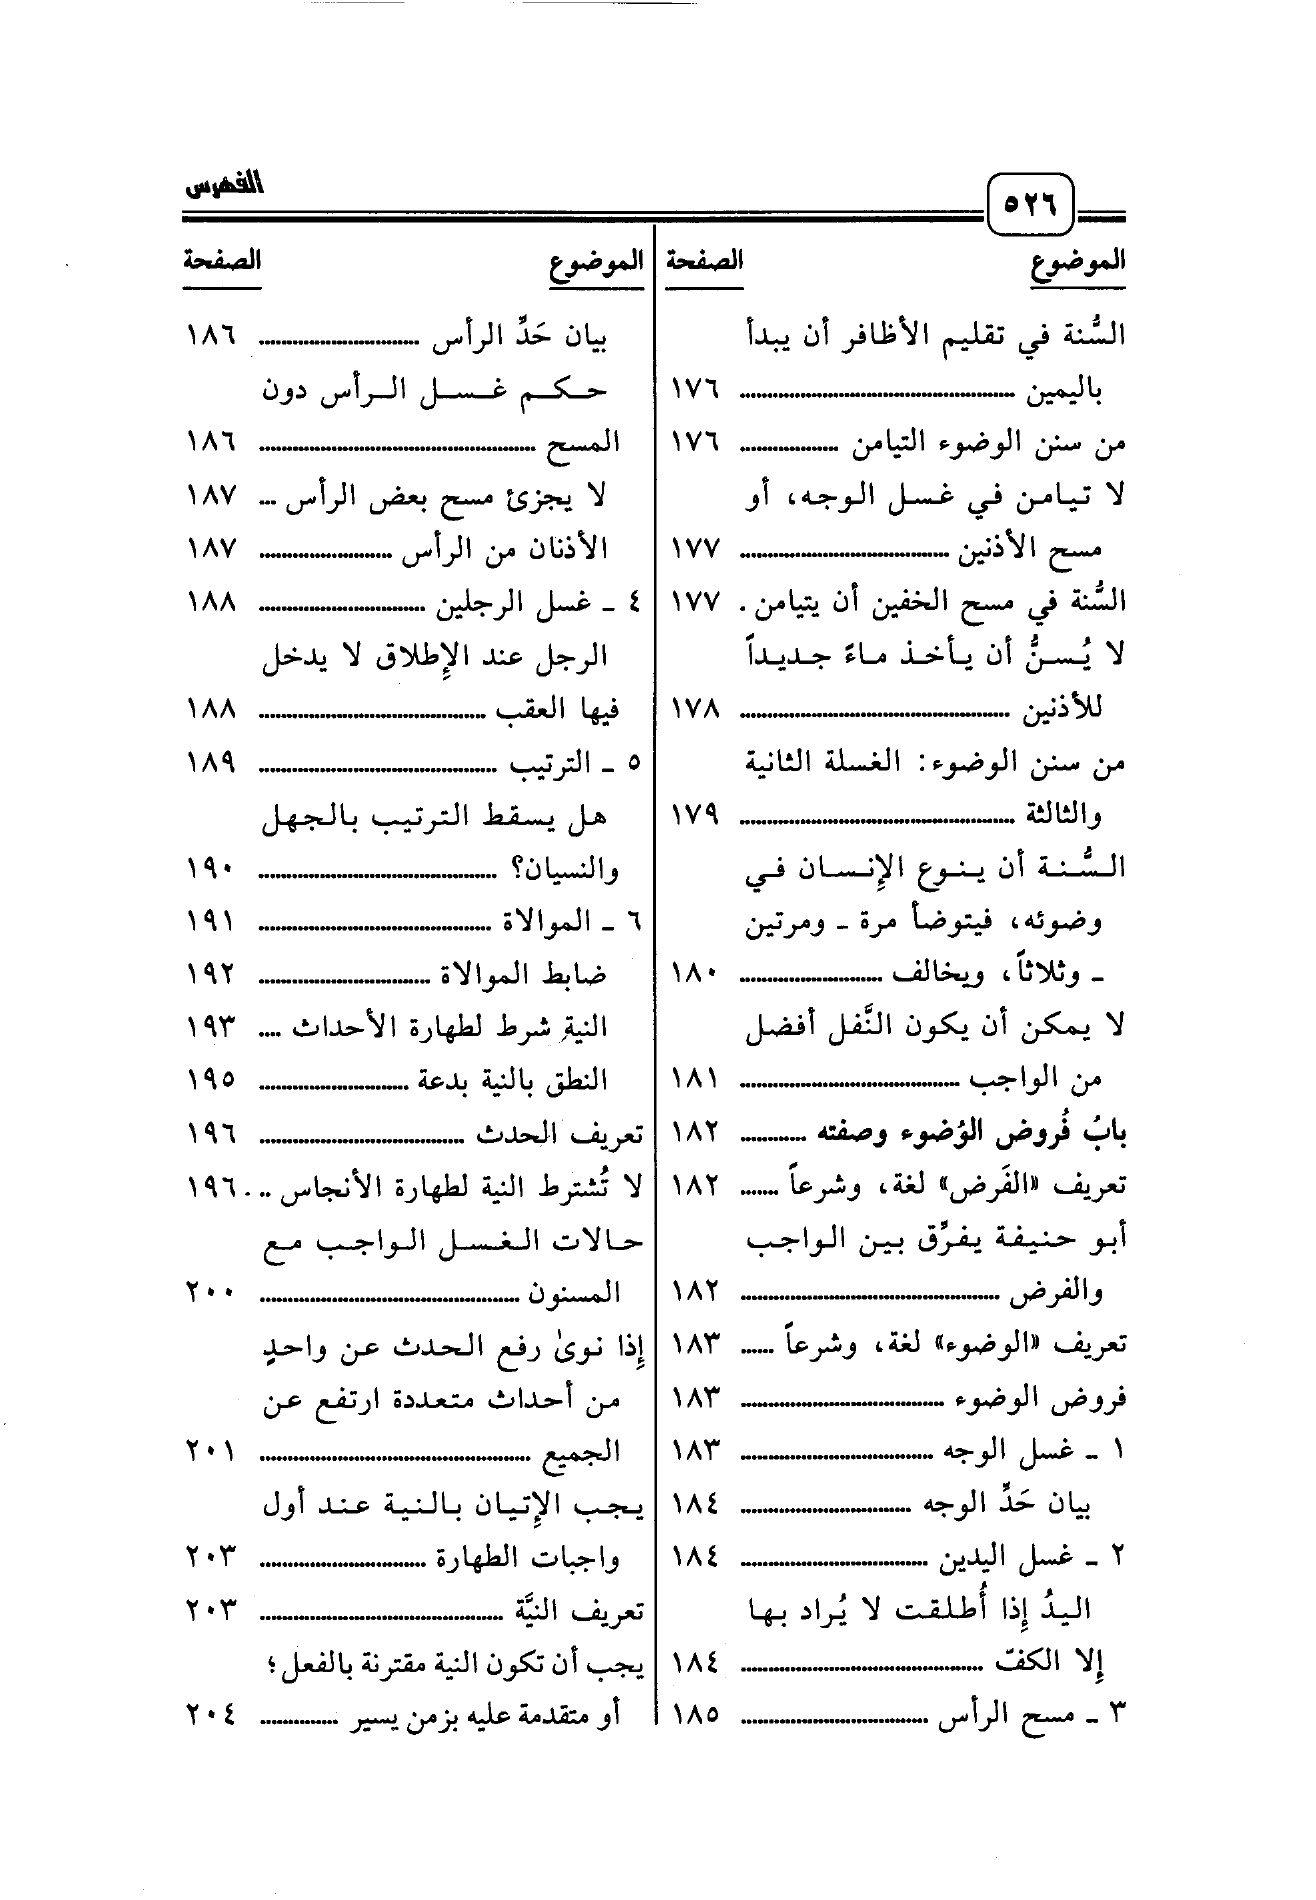 ٥٢٦
الفهرس
الموضوع الصفحة
السُّنة في تقليم الأظافر أن يبدأ
باليمين ........ ١٧٦
من سنن الوضوء التيامن ........ ١٧٦
لا تيامن في غسل الوجه، أو
مسح الأذنين ........ ١٧٧
السُّنة في مسح الخفين أن يتيامن . ١٧٧
لا يُسنُّ أن يأخذ ماءً جديداً
للأذنين ........ ١٧٨
من سنن الوضوء: الغسلة الثانية
والثالثة ........ ١٧٩
السُّنة أن ينوع الإنسان في
وضوئه، فيتوضأ مرة ـ ومرتين
ـ وثلاثاً، ويخالف ........ ١٨٠
لا يمكن أن يكون النَّفل أفضل
من الواجب ........ ١٨١
بابُ فُروض الوُضوء وصفته ........ ١٨٢
تعريف «الفَرض» لغة، وشرعاً ....... ١٨٢
أبو حنيفة يفرِّق بين الواجب
والفرض ........ ١٨٢
تعريف «الوضوء» لغة، وشرعاً ...... ١٨٣
فروض الوضوء ........ ١٨٣
١ ـ غسل الوجه ........ ١٨٣
بيان حَدِّ الوجه ........ ١٨٤
٢ ـ غسل اليدين ........ ١٨٤
اليدُ إذا أُطلقت لا يُراد بها
إلا الكفّ ........ ١٨٤
٣ ـ مسح الرأس ........ ١٨٥
الموضوع الصفحة
بيان حَدِّ الرأس ........ ١٨٦
حكم غسل الرأس دون
المسح ........ ١٨٦
لا يجزئ مسح بعض الرأس ... ١٨٧
الأذنان من الرأس ........ ١٨٧
٤ ـ غسل الرجلين ........ ١٨٨
الرجل عند الإطلاق لا يدخل
فيها العقب ........ ١٨٨
٥ ـ الترتيب ........ ١٨٩
هل يسقط الترتيب بالجهل
والنسيان؟ ........ ١٩٠
٦ ـ الموالاة ........ ١٩١
ضابط الموالاة ........ ١٩٢
النية شرط لطهارة الأحداث .... ١٩٣
النطق بالنية بدعة ........ ١٩٥
تعريف الحدث ........ ١٩٦
لا تُشترط النية لطهارة الأنجاس ... ١٩٦
حالات الغسل الواجب مع
المسنون ........ ٢٠٠
إذا نوىٰ رفع الحدث عن واحدٍ
من أحداث متعددة ارتفع عن
الجميع ........ ٢٠١
يجب الإتيان بالنية عند أول
واجبات الطهارة ........ ٢٠٣
تعريف النيَّة ........ ٢٠٣
يجب أن تكون النية مقترنة بالفعل؛
أو متقدمة عليه بزمن يسير ........ ٢٠٤